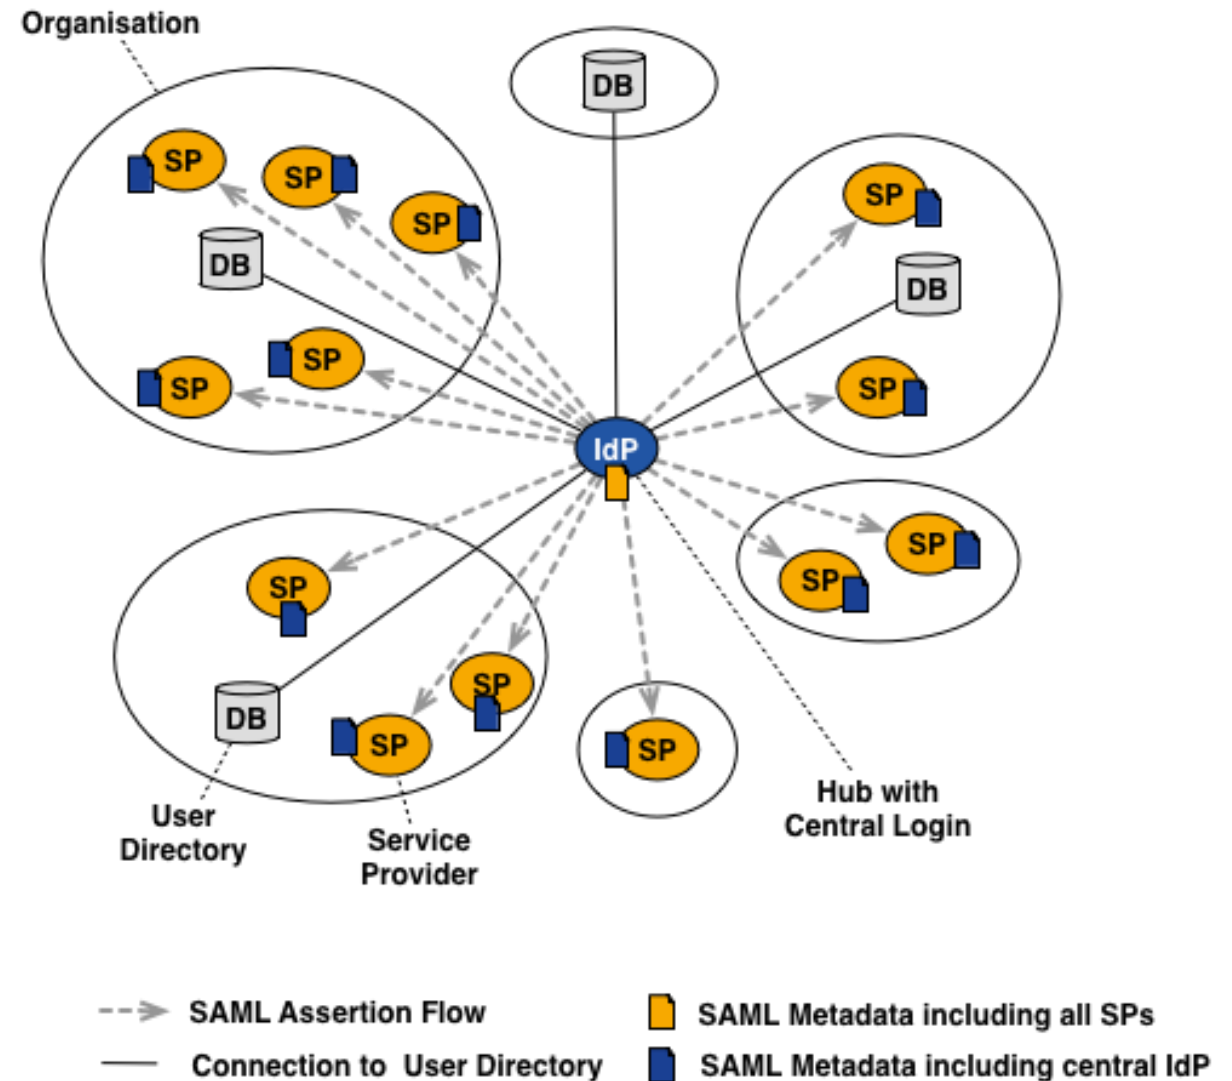 Organisation
DB
SP
SP
SP
SP
DB
DB
SP
SP
SP
IdP
SP
SP
SP
SP
DB
SP
SP
User
Directory
Service
Provider
Hub with
Central Login
SAML Assertion Flow
SAML Metadata including all SPs
Connection to User Directory
SAML Metadata including central IdP